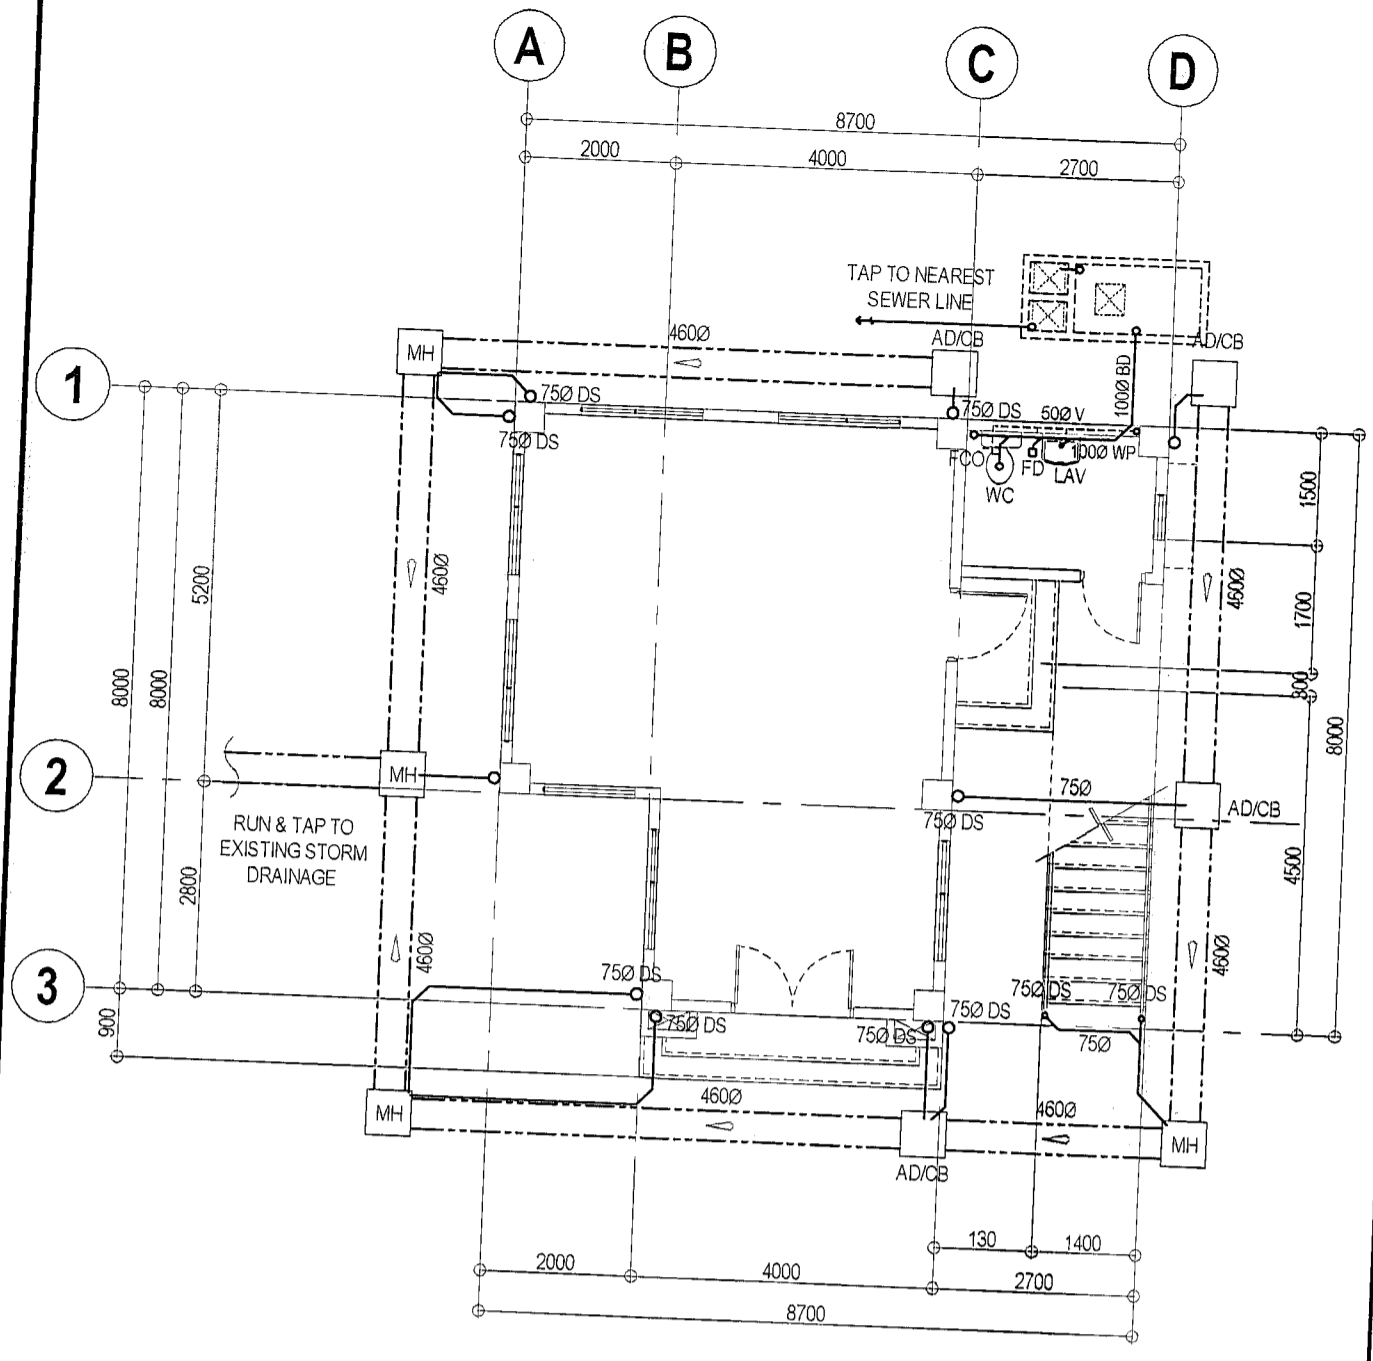 A
B
C
D
8700
2000
4000
2700
TAP TO NEAREST
SEWER LINE
460Ø
AD/CB
AD/CB
MH
1
75Ø DS
75Ø DS
75Ø DS
50Ø V
100Ø BD
100Ø WP
FCO
FD
LAV
WC
1500
460Ø
460Ø
5200
1700
8000
8000
300
8000
2
MH
75Ø
AD/CB
75Ø DS
RUN & TAP TO
EXISTING STORM
DRAINAGE
2800
4500
460Ø
460Ø
3
75Ø DS
75Ø DS
75Ø DS
75Ø DS
75Ø DS
75Ø DS
75Ø
900
460Ø
460Ø
MH
MH
AD/CB
130
1400
2000
4000
2700
8700